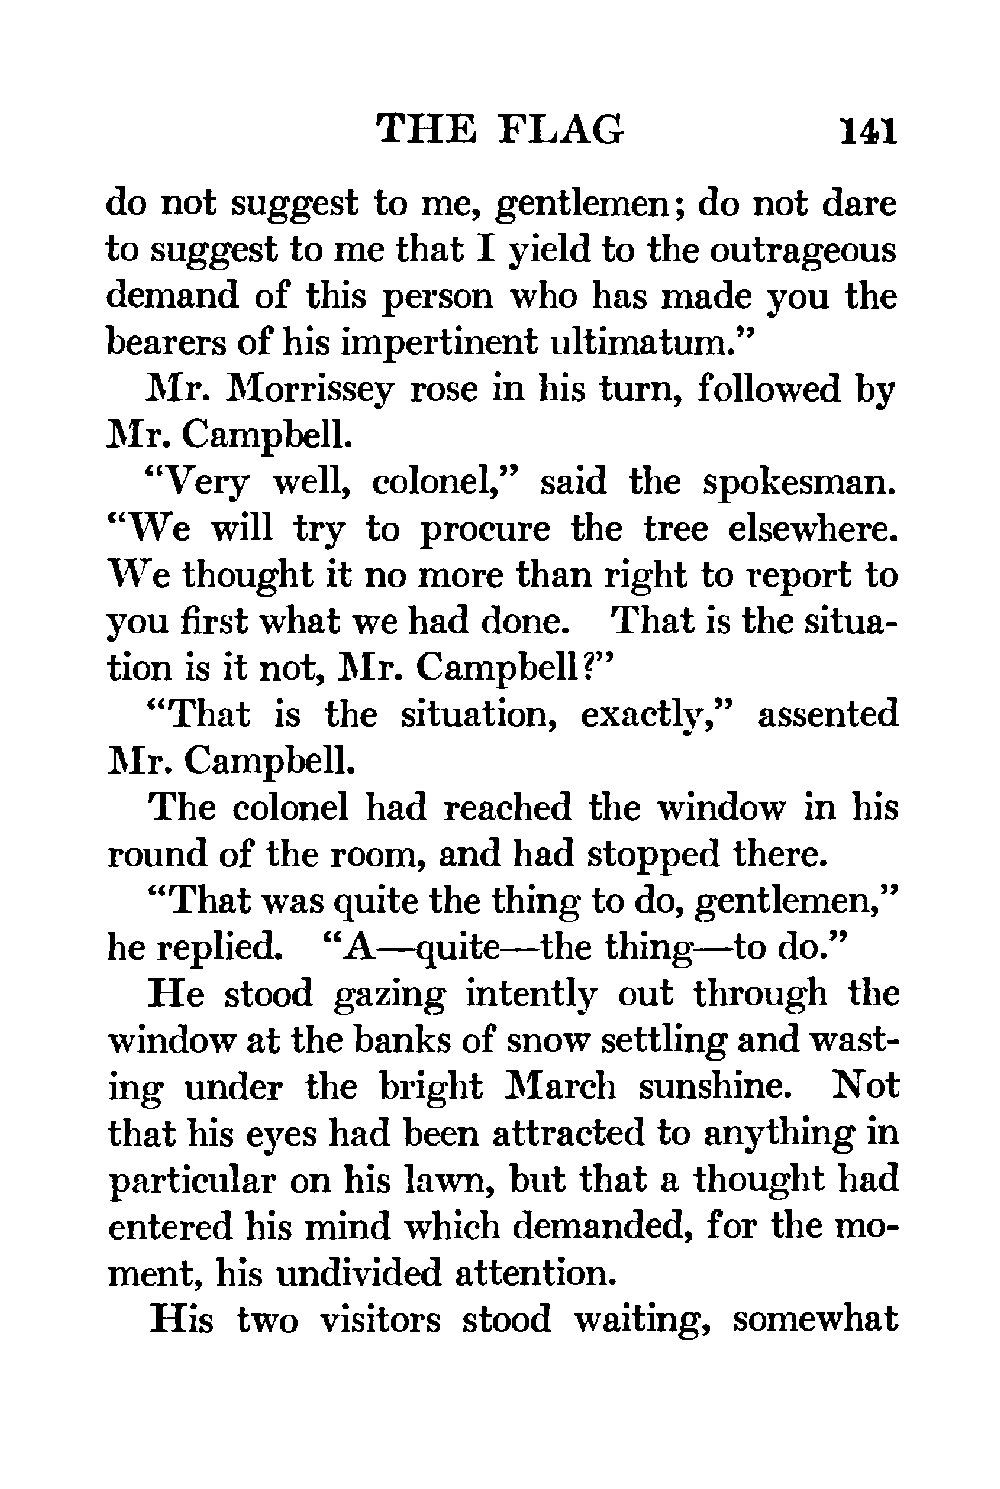 THE FLAG 141
do not suggest to me, gentlemen; do not dare
to suggest to me that I yield to the outrageous
demand of this person who has made you the
bearers of his impertinent ultimatum.”
Mr. Morrissey rose in his turn, followed by
Mr. Campbell.
“Very well, colonel,” said the spokesman.
“We will try to procure the tree elsewhere.
We thought it no more than right to report to
you first what we had done. That is the situa-
tion is it not, Mr. Campbell?”
“That is the situation, exactly,” assented
Mr. Campbell.
The colonel had reached the window in his
round of the room, and had stopped there.
“That was quite the thing to do, gentlemen,”
he replied. “A—quite—the thing—to do.”
He stood gazing intently out through the
window at the banks of snow settling and wast-
ing under the bright March sunshine. Not
that his eyes had been attracted to anything in
particular on his lawn, but that a thought had
entered his mind which demanded, for the mo-
ment, his undivided attention.
His two visitors stood waiting, somewhat